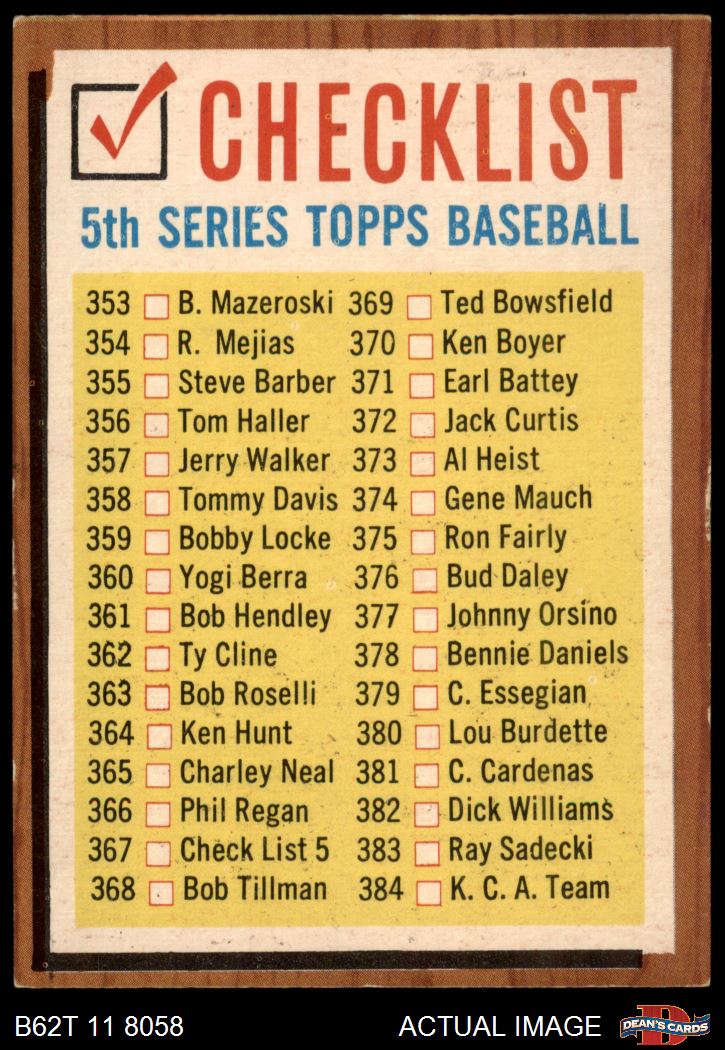 CHECKLIST
5th SERIES TOPPS BASEBALL
353 B. Mazeroski
354 R. Mejias
355 Steve Barber
356 Tom Haller
357 Jerry Walker
358 Tommy Davis
359 Bobby Locke
360 Yogi Berra
361 Bob Hendley
362 Ty Cline
363 Bob Roselli
364 Ken Hunt
365 Charley Neal
366 Phil Regan
367 Check List 5
368 Bob Tillman
369 Ted Bowsfield
370 Ken Boyer
371 Earl Battey
372 Jack Curtis
373 Al Heist
374 Gene Mauch
375 Ron Fairly
376 Bud Daley
377 Johnny Orsino
378 Bennie Daniels
379 C. Essegian
380 Lou Burdette
381 C. Cardenas
382 Dick Williams
383 Ray Sadecki
384 K. C. A. Team
B62T 11 8058
ACTUAL IMAGE
D
DEAN'S CARDS